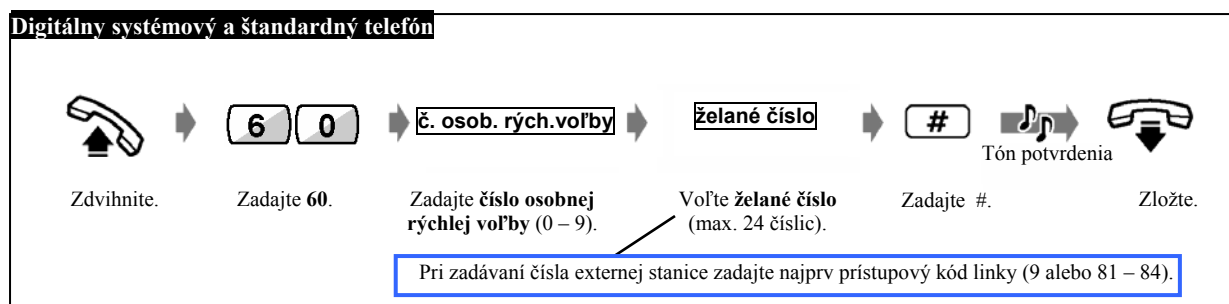 Digitálny systémový a štandardný telefón
6 0
č. osob. rých.voľby
želané číslo
#
Tón potvrdenia
Zdvihnite.
Zadajte 60.
Zadajte číslo osobnej
rýchlej voľby (0 – 9).
Voľte želané číslo
(max. 24 číslic).
Zadajte #.
Zložte.
Pri zadávaní čísla externej stanice zadajte najprv prístupový kód linky (9 alebo 81 – 84).